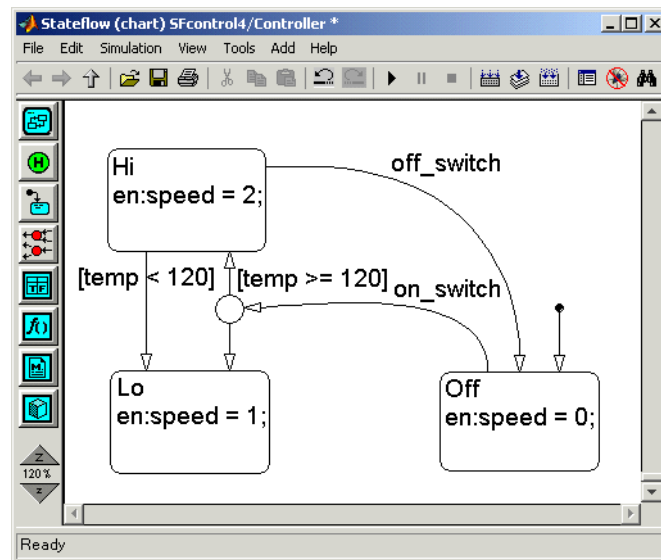 Stateflow (chart) SFcontrol4/Controller *
File Edit Simulation View Tools Add Help
Hi
en:speed = 2;
off_switch
[temp < 120] [temp >= 120]
on_switch
Lo
en:speed = 1;
Off
en:speed = 0;
H
TF
f()
M
Z
120%
z
Ready